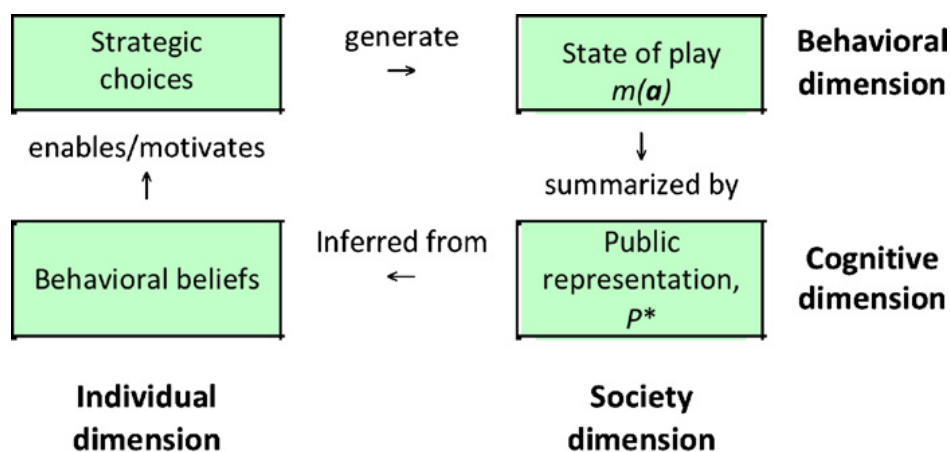 Strategic
choices
generate
→
State of play
m(a)
Behavioral
dimension
enables/motivates
↑
↓
summarized by
Behavioral beliefs
Inferred from
←
Public
representation,
P*
Cognitive
dimension
Individual
dimension
Society
dimension